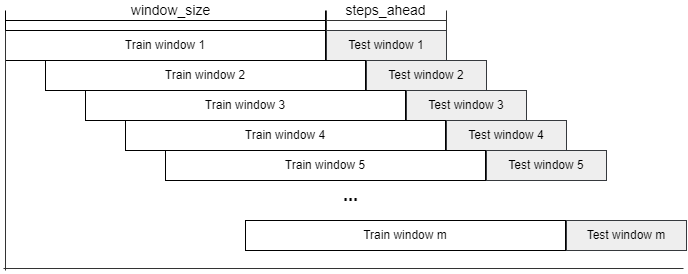 window_size steps_ahead
Train window 1 Test window 1
Train window 2 Test window 2
Train window 3 Test window 3
Train window 4 Test window 4
Train window 5 Test window 5
...
Train window m Test window m